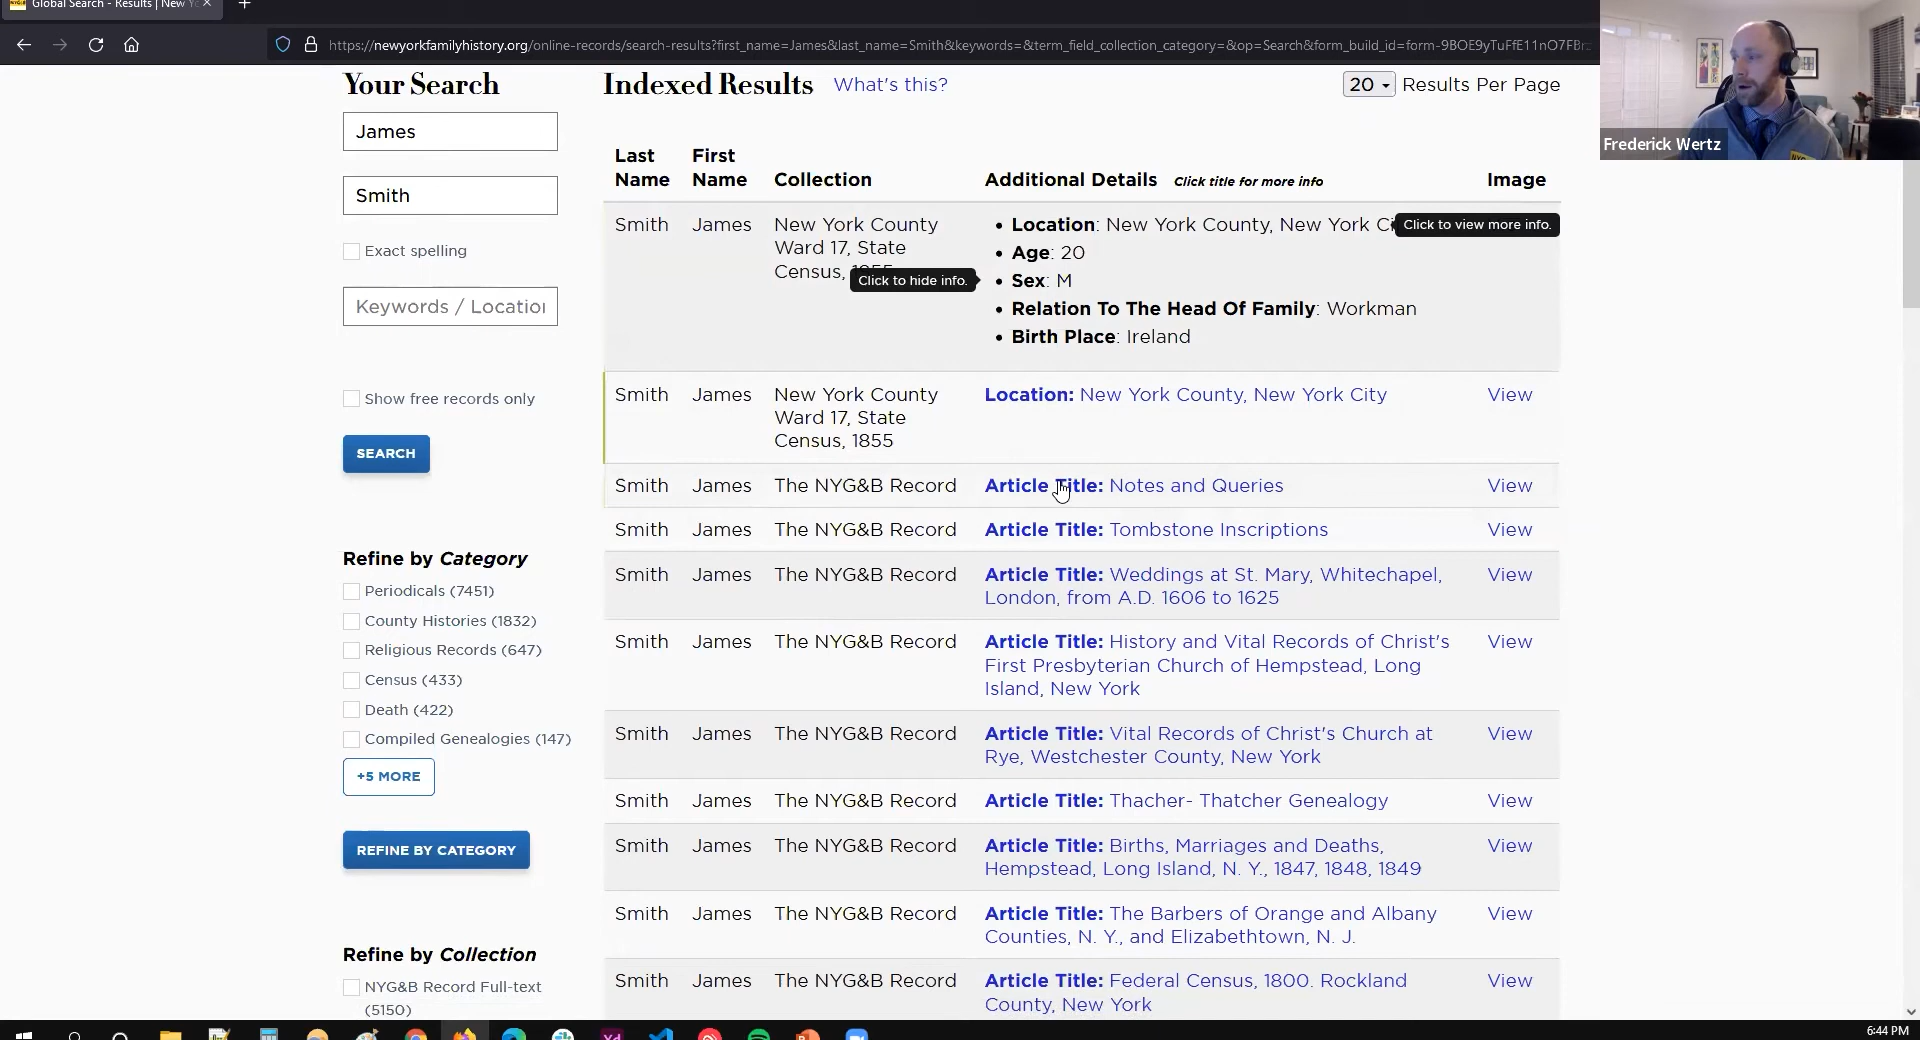 Global Search - Results | New Yo
https://newyorkfamilyhistory.org/online-records/search-results?first_name=James&last_name=Smith&keywords=&term_field_collection_category=&op=Search&form_build_id=form-9BOE9yTuFfE11nO7FBr
Frederick Wertz
Your Search
James
Smith
Exact spelling
Keywords / Location
Show free records only
SEARCH
Refine by Category
Periodicals (7451)
County Histories (1832)
Religious Records (647)
Census (433)
Death (422)
Compiled Genealogies (147)
+5 MORE
REFINE BY CATEGORY
Refine by Collection
NYG&B Record Full-text
(5150)
Indexed Results What's this?
20 Results Per Page
Last Name First Name Collection Additional Details Click title for more info Image
Smith James New York County
Ward 17, State
Census, 1855
• Location: New York County, New York Ci
Click to view more info.
• Age: 20
Click to hide info.
• Sex: M
• Relation To The Head Of Family: Workman
• Birth Place: Ireland
Smith James New York County Location: New York County, New York City View
Ward 17, State
Census, 1855
Smith James The NYG&B Record Article Title: Notes and Queries View
Smith James The NYG&B Record Article Title: Tombstone Inscriptions View
Smith James The NYG&B Record Article Title: Weddings at St. Mary, Whitechapel, View
London, from A.D. 1606 to 1625
Smith James The NYG&B Record Article Title: History and Vital Records of Christ's View
First Presbyterian Church of Hempstead, Long
Island, New York
Smith James The NYG&B Record Article Title: Vital Records of Christ's Church at View
Rye, Westchester County, New York
Smith James The NYG&B Record Article Title: Thacher- Thatcher Genealogy View
Smith James The NYG&B Record Article Title: Births, Marriages and Deaths, View
Hempstead, Long Island, N. Y., 1847, 1848, 1849
Smith James The NYG&B Record Article Title: The Barbers of Orange and Albany View
Counties, N. Y., and Elizabethtown, N. J.
Smith James The NYG&B Record Article Title: Federal Census, 1800. Rockland View
County, New York
6:44 PM